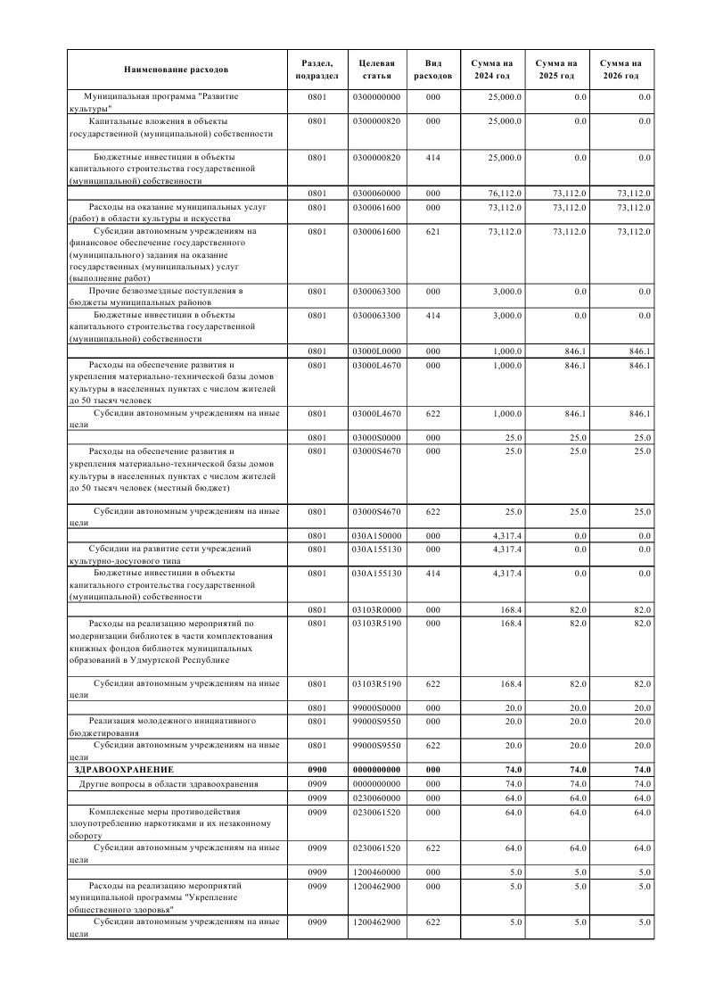 Наименование расходов Раздел, подраздел Целевая статья Вид расходов Сумма на 2024 год Сумма на 2025 год Сумма на 2026 год
Муниципальная программа "Развитие 0801 0300000000 000 25,000.0 0.0 0.0
культуры"
Капитальные вложения в объекты 0801 0300000820 000 25,000.0 0.0 0.0
государственной (муниципальной) собственности
Бюджетные инвестиции в объекты 0801 0300000820 414 25,000.0 0.0 0.0
капитального строительства государственной
(муниципальной) собственности
0801 0300060000 000 76,112.0 73,112.0 73,112.0
Расходы на оказание муниципальных услуг 0801 0300061600 000 73,112.0 73,112.0 73,112.0
(работ) в области культуры и искусства
Субсидии автономным учреждениям на 0801 0300061600 621 73,112.0 73,112.0 73,112.0
финансовое обеспечение государственного
(муниципального) задания на оказание
государственных (муниципальных) услуг
(выполнение работ)
Прочие безвозмездные поступления в 0801 0300063300 000 3,000.0 0.0 0.0
бюджеты муниципальных районов
Бюджетные инвестиции в объекты 0801 0300063300 414 3,000.0 0.0 0.0
капитального строительства государственной
(муниципальной) собственности
0801 03000L0000 000 1,000.0 846.1 846.1
Расходы на обеспечение развития и 0801 03000L4670 000 1,000.0 846.1 846.1
укрепления материально-технической базы домов
культуры в населенных пунктах с числом жителей
до 50 тысяч человек
Субсидии автономным учреждениям на иные 0801 03000L4670 622 1,000.0 846.1 846.1
цели
0801 03000S0000 000 25.0 25.0 25.0
Расходы на обеспечение развития и 0801 03000S4670 000 25.0 25.0 25.0
укрепления материально-технической базы домов
культуры в населенных пунктах с числом жителей
до 50 тысяч человек (местный бюджет)
Субсидии автономным учреждениям на иные 0801 03000S4670 622 25.0 25.0 25.0
цели
0801 030A150000 000 4,317.4 0.0 0.0
Субсидии на развитие сети учреждений 0801 030A155130 000 4,317.4 0.0 0.0
культурно-досугового типа
Бюджетные инвестиции в объекты 0801 030A155130 414 4,317.4 0.0 0.0
капитального строительства государственной
(муниципальной) собственности
0801 03103R0000 000 168.4 82.0 82.0
Расходы на реализацию мероприятий по 0801 03103R5190 000 168.4 82.0 82.0
модернизации библиотек в части комплектования
книжных фондов библиотек муниципальных
образований в Удмуртской Республике
Субсидии автономным учреждениям на иные 0801 03103R5190 622 168.4 82.0 82.0
цели
0801 99000S0000 000 20.0 20.0 20.0
Реализация молодежного инициативного 0801 99000S9550 000 20.0 20.0 20.0
бюджетирования
Субсидии автономным учреждениям на иные 0801 99000S9550 622 20.0 20.0 20.0
цели
ЗДРАВООХРАНЕНИЕ 0900 0000000000 000 74.0 74.0 74.0
Другие вопросы в области здравоохранения 0909 0000000000 000 74.0 74.0 74.0
0909 0230060000 000 64.0 64.0 64.0
Комплексные меры противодействия 0909 0230061520 000 64.0 64.0 64.0
злоупотреблению наркотиками и их незаконному
обороту
Субсидии автономным учреждениям на иные 0909 0230061520 622 64.0 64.0 64.0
цели
0909 1200460000 000 5.0 5.0 5.0
Расходы на реализацию мероприятий 0909 1200462900 000 5.0 5.0 5.0
муниципальной программы "Укрепление
общественного здоровья"
Субсидии автономным учреждениям на иные 0909 1200462900 622 5.0 5.0 5.0
цели